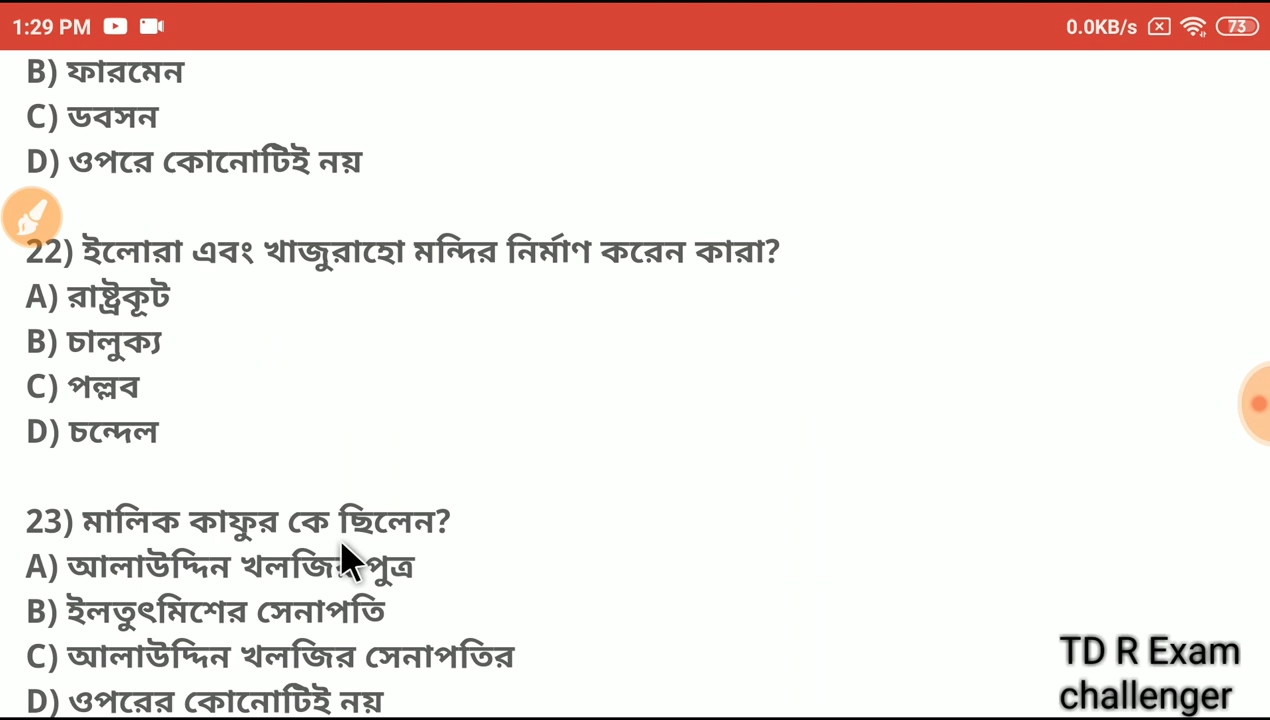 1:29 PM
0.0KB/s
73
B) ফারমেন
C) ডবসন
D) ওপরে কোনোটিই নয়
22) ইলোরা এবং খাজুরাহো মন্দির নির্মাণ করেন কারা?
A) রাষ্ট্রকূট
B) চালুক্য
C) পল্লব
D) চন্দেল
23) মালিক কাফুর কে ছিলেন?
A) আলাউদ্দিন খলজির পুত্র
B) ইলতুৎমিশের সেনাপতি
C) আলাউদ্দিন খলজির সেনাপতির
D) ওপরের কোনোটিই নয়
TD R Exam
challenger